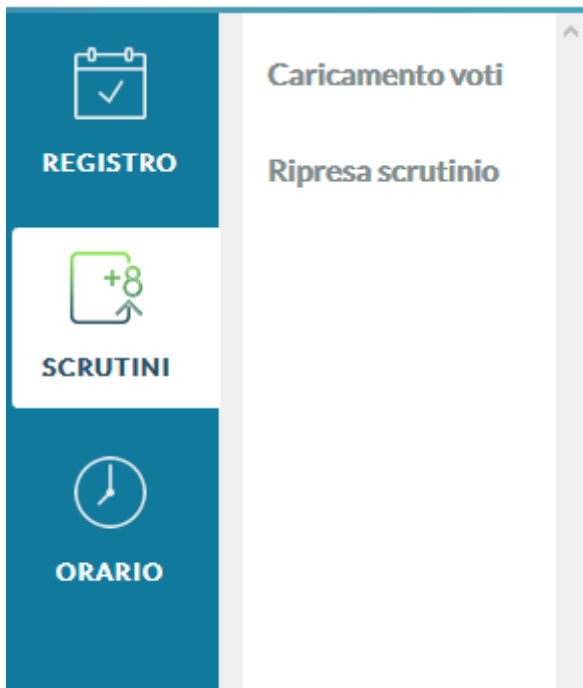 REGISTRO
+8
SCRUTINI
ORARIO
Caricamento voti
Ripresa scrutinio